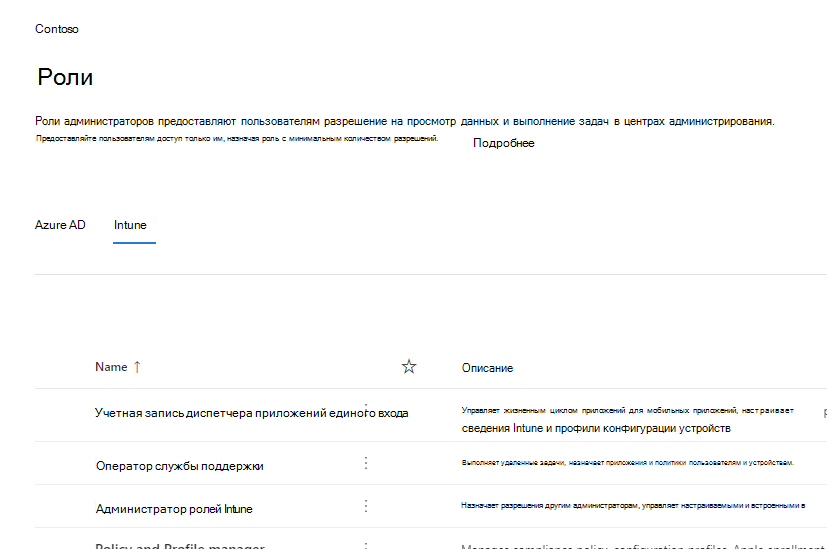 Contoso
Роли
Роли администраторов предоставляют пользователям разрешение на просмотр данных и выполнение задач в центрах администрирования.
Предоставляйте пользователям доступ только им, назначая роль с минимальным количеством разрешений. Подробнее
Azure AD Intune
Name ↑ Описание
Учетная запись диспетчера приложений единого входа Управляет жизненным циклом приложений для мобильных приложений, настраивает
сведения Intune и профили конфигурации устройств
Оператор службы поддержки Выполняет удаленные задачи, назначает приложения и политики пользователям и устройствам.
Администратор ролей Intune Назначает разрешения другим администраторам, управляет настраиваемыми и встроенными в
Policy and Profile manager Manages compliance policy, configuration profiles, Apple enrollment